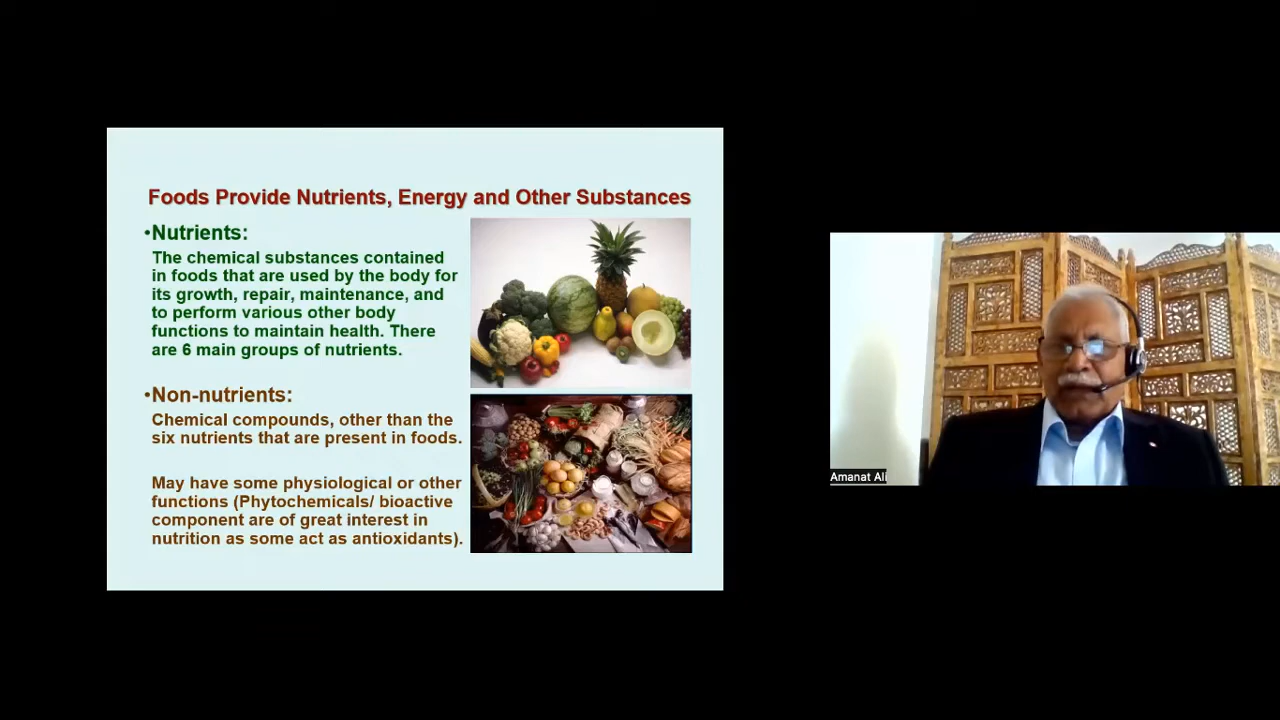 Foods Provide Nutrients, Energy and Other Substances
•Nutrients:
The chemical substances contained
in foods that are used by the body for
its growth, repair, maintenance, and
to perform various other body
functions to maintain health. There
are 6 main groups of nutrients.
•Non-nutrients:
Chemical compounds, other than the
six nutrients that are present in foods.
May have some physiological or other
functions (Phytochemicals/ bioactive
component are of great interest in
nutrition as some act as antioxidants).
Amanat Ali